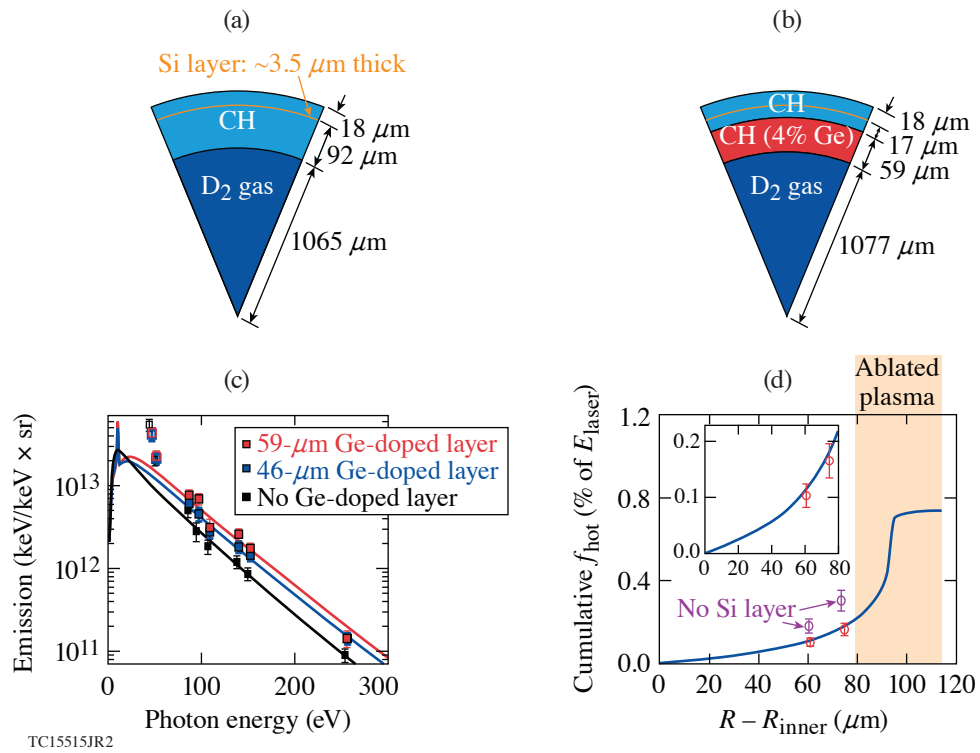 (a)
Si layer: ~3.5 μm thick
CH
18 μm
92 μm
D2 gas
1065 μm
(b)
CH
CH (4% Ge)
18 μm
17 μm
59 μm
D2 gas
1077 μm
(c)
Emission (keV/keV × sr)
10^13
10^12
10^11
59-μm Ge-doped layer
46-μm Ge-doped layer
No Ge-doped layer
0
100
200
300
Photon energy (eV)
(d)
Ablated
plasma
Cumulative fhot (% of Elaser)
1.2
0.8
0.4
0.0
0.2
0.1
0.0
0 20 40 60 80
No Si layer
0 20 40 60 80 100 120
R – Rinner (μm)
TC15515JR2